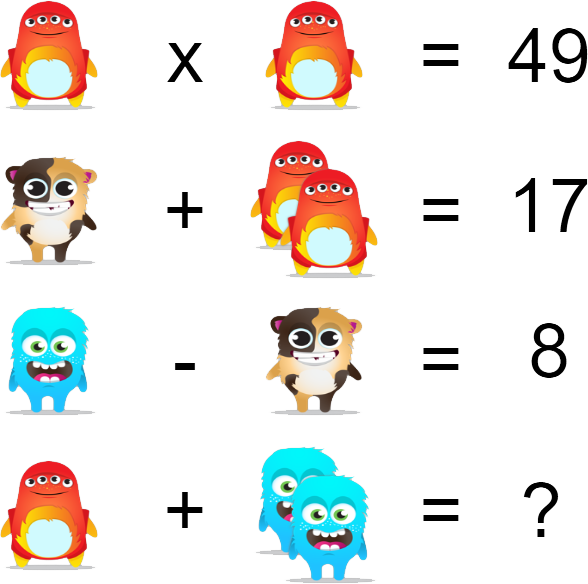 x = 49
+ = 17
- = 8
+ = ?